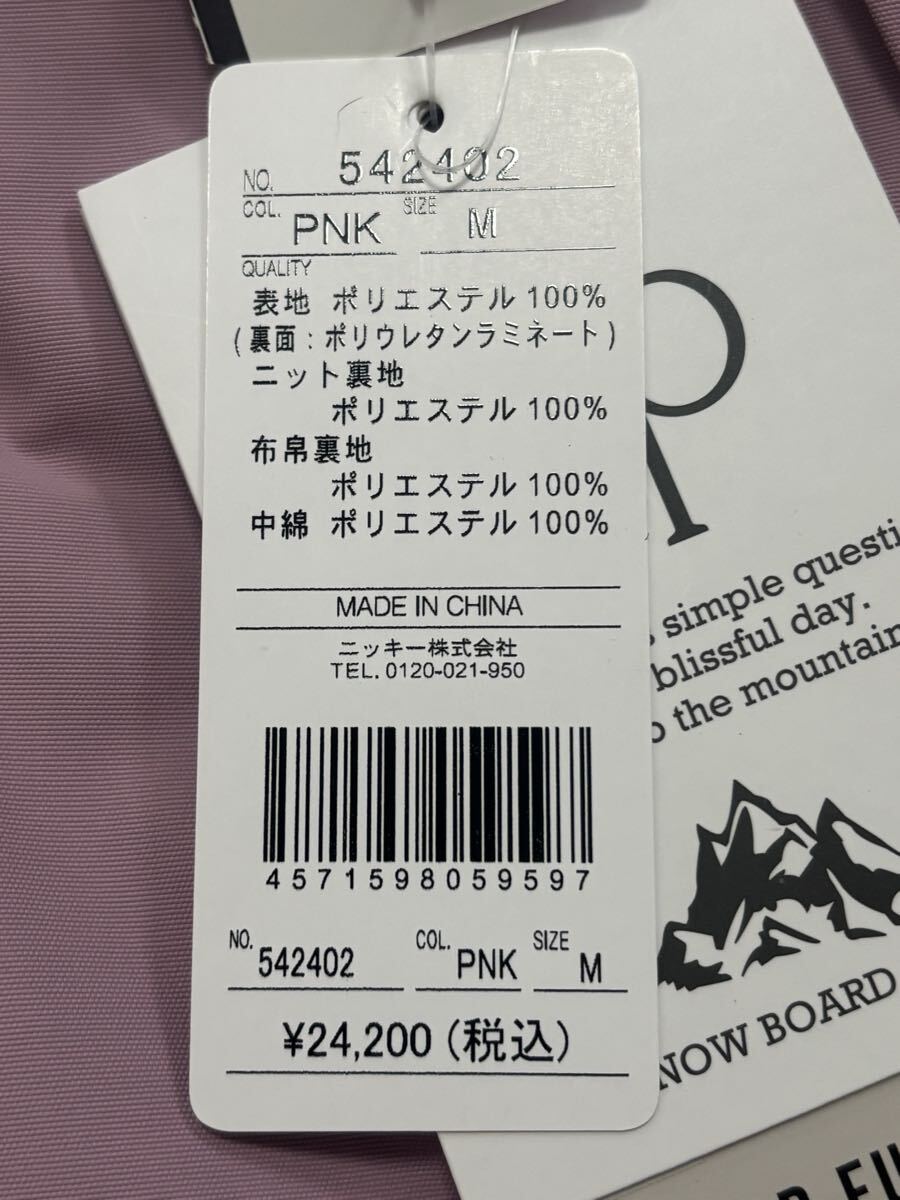 NO. 542402
COL. PNK SIZE M
QUALITY
表地 ポリエステル 100%
(裏面:ポリウレタンラミネート)
ニット裏地
ポリエステル 100%
布帛裏地
ポリエステル 100%
中綿 ポリエステル 100%
MADE IN CHINA
ニッキー株式会社
TEL. 0120-021-950
4571598059597
NO. 542402 COL. PNK SIZE M
¥24,200(税込)
simple questi
blissful day.
the mountain
NOW BOARD